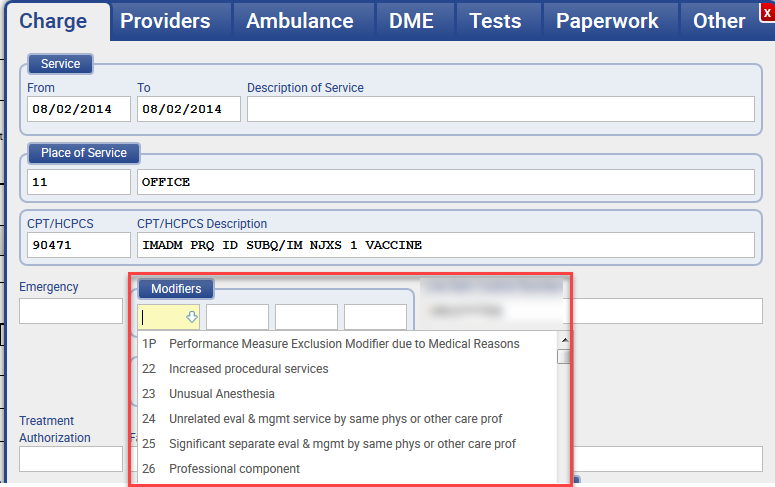 Charge Providers Ambulance DME Tests Paperwork Other x
Service
From To Description of Service
08/02/2014 08/02/2014
Place of Service
11 OFFICE
CPT/HCPCS CPT/HCPCS Description
90471 IMADM PRQ ID SUBQ/IM NJXS 1 VACCINE
Emergency Modifiers
1P Performance Measure Exclusion Modifier due to Medical Reasons
22 Increased procedural services
23 Unusual Anesthesia
24 Unrelated eval & mgmt service by same phys or other care prof
Treatment
Authorization
25 Significant separate eval & mgmt by same phys or other care prof
26 Professional component